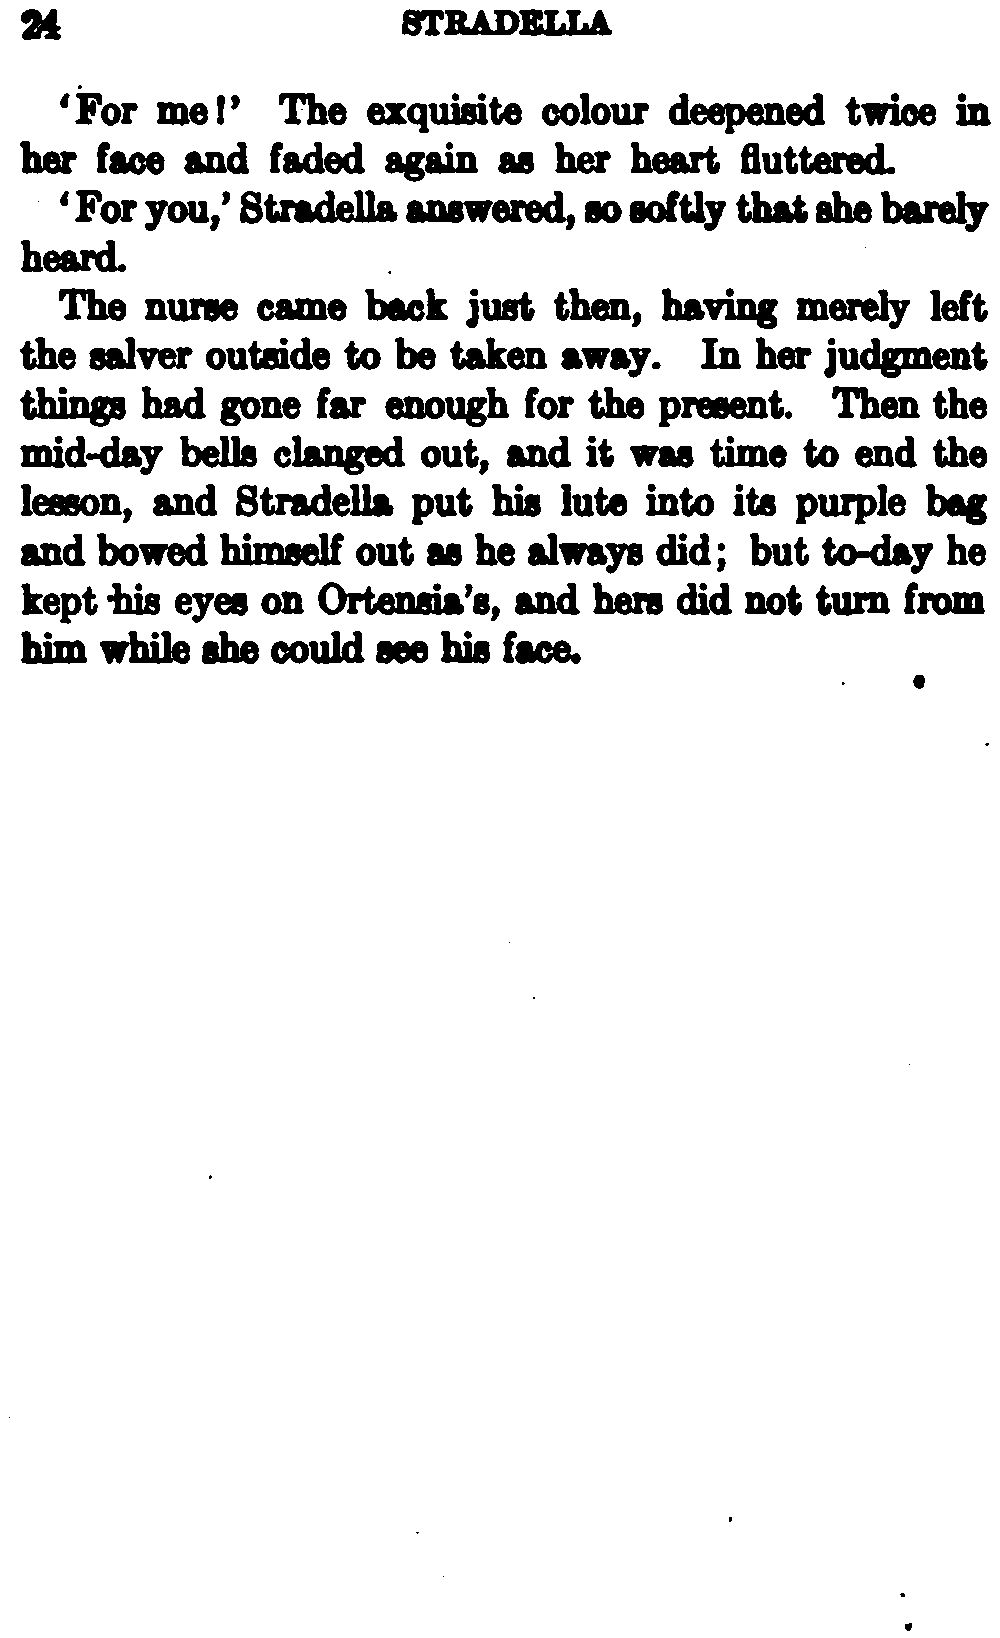 24 STRADELLA
‘For me!’ The exquisite colour deepened twice in
her face and faded again as her heart fluttered.
‘For you,’ Stradella answered, so softly that she barely
heard.
The nurse came back just then, having merely left
the salver outside to be taken away. In her judgment
things had gone far enough for the present. Then the
mid-day bells clanged out, and it was time to end the
lesson, and Stradella put his lute into its purple bag
and bowed himself out as he always did; but to-day he
kept his eyes on Ortensia’s, and hers did not turn from
him while she could see his face.